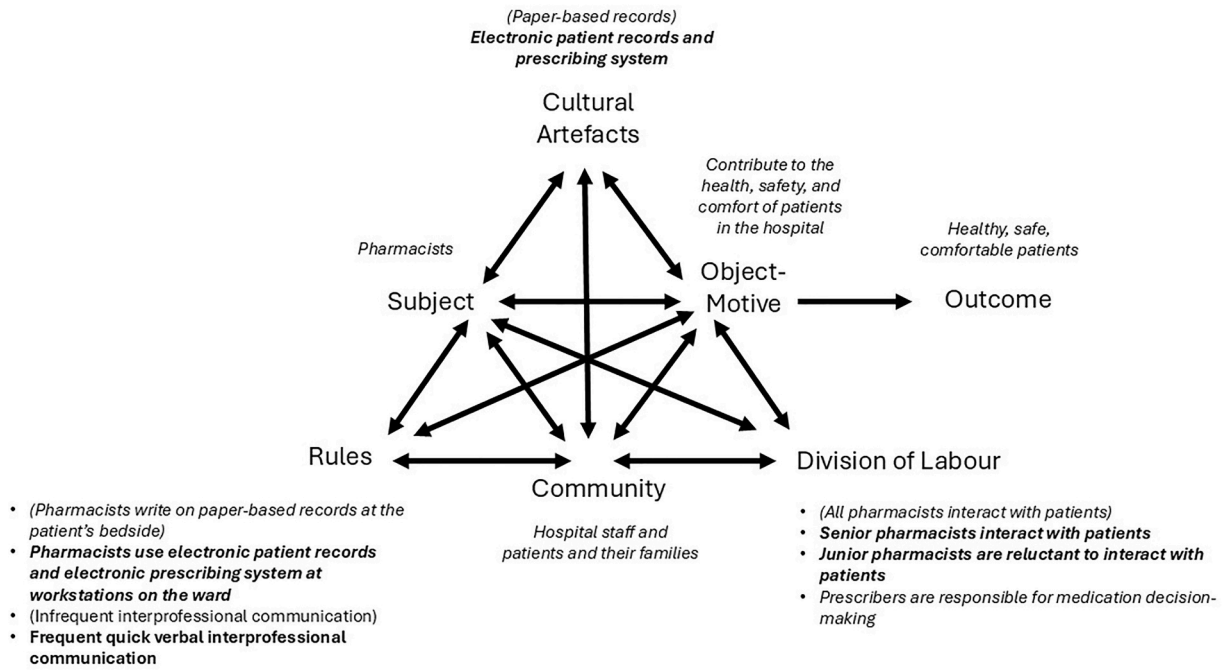 (Paper-based records)
Electronic patient records and
prescribing system
Cultural
Artefacts
Contribute to the
health, safety, and
comfort of patients
in the hospital
Healthy, safe,
comfortable patients
Pharmacists
Subject
Object-
Motive
Outcome
Rules
Community
Division of Labour
• (Pharmacists write on paper-based records at the
patient's bedside)
• Pharmacists use electronic patient records
and electronic prescribing system at
workstations on the ward
• (Infrequent interprofessional communication)
• Frequent quick verbal interprofessional
communication
Hospital staff and
patients and their families
• (All pharmacists interact with patients)
• Senior pharmacists interact with patients
• Junior pharmacists are reluctant to interact with
patients
• Prescribers are responsible for medication decision-
making